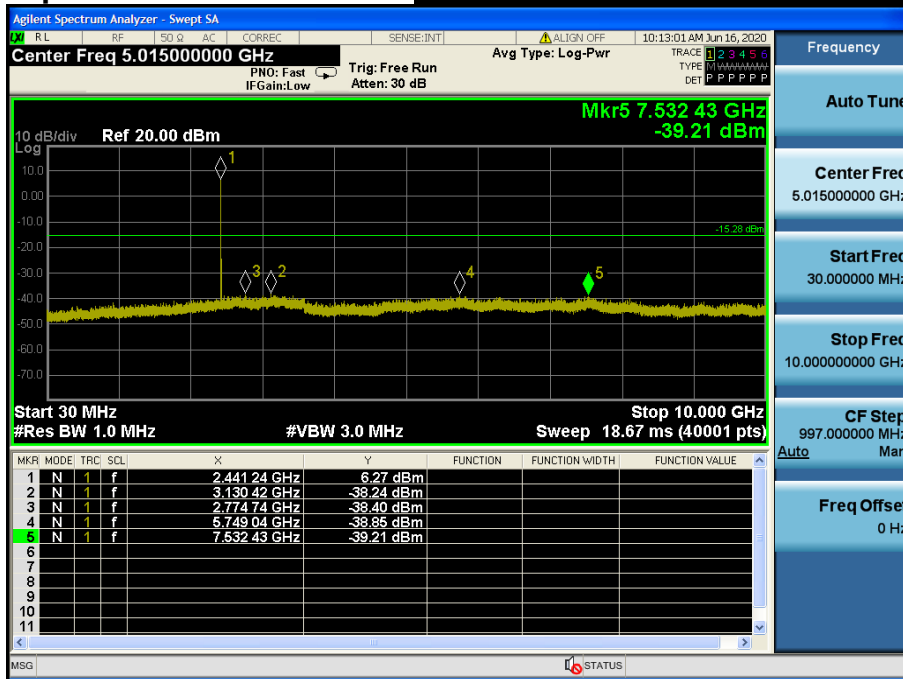 Agilent Spectrum Analyzer - Swept SA
LXI RL RF 50 Ω AC CORREC SENSE:INT ALIGN OFF 10:13:01 AM Jun 16, 2020
Center Freq 5.015000000 GHz
PNO: Fast
IFGain:Low
Trig: Free Run
Atten: 30 dB
Avg Type: Log-Pwr
TRACE 1 2 3 4 5 6
TYPE M WWWWW
DET P P P P P P
Mkr5 7.532 43 GHz
-39.21 dBm
10 dB/div
Log
Ref 20.00 dBm
10.0
0.00
-10.0
-20.0
-30.0
-40.0
-50.0
-60.0
-70.0
1
3
2
4
5
-15.28 dBm
Start 30 MHz
Stop 10.000 GHz
#Res BW 1.0 MHz
#VBW 3.0 MHz
Sweep 18.67 ms (40001 pts)
MKR MODE TRC SCL X Y FUNCTION FUNCTION WIDTH FUNCTION VALUE
1 N 1 f 2.441 24 GHz 6.27 dBm
2 N 1 f 3.130 42 GHz -38.24 dBm
3 N 1 f 2.774 74 GHz -38.40 dBm
4 N 1 f 5.749 04 GHz -38.85 dBm
5 N 1 f 7.532 43 GHz -39.21 dBm
6
7
8
9
10
11
MSG
STATUS
Frequency
Auto Tune
Center Freq
5.015000000 GHz
Start Freq
30.000000 MHz
Stop Freq
10.000000000 GHz
CF Step
997.000000 MHz
Auto Man
Freq Offset
0 Hz